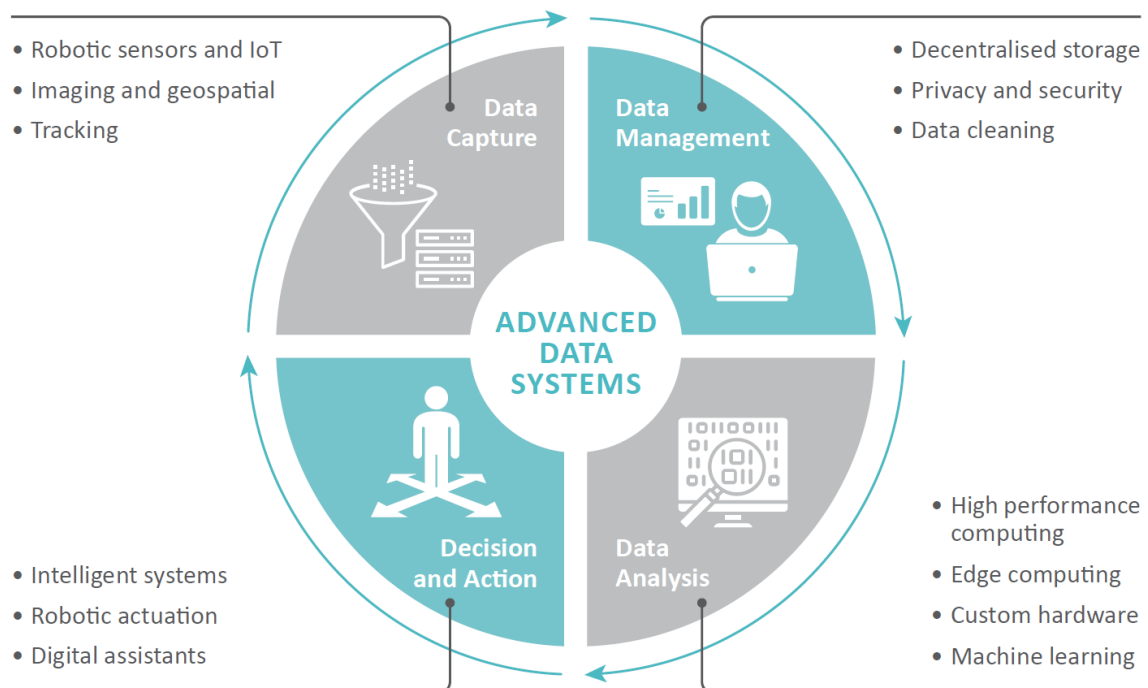 • Robotic sensors and IoT
• Imaging and geospatial
• Tracking
Data
Capture
Data
Management
• Decentralised storage
• Privacy and security
• Data cleaning
ADVANCED
DATA
SYSTEMS
Decision
and Action
• Intelligent systems
• Robotic actuation
• Digital assistants
Data
Analysis
• High performance
computing
• Edge computing
• Custom hardware
• Machine learning